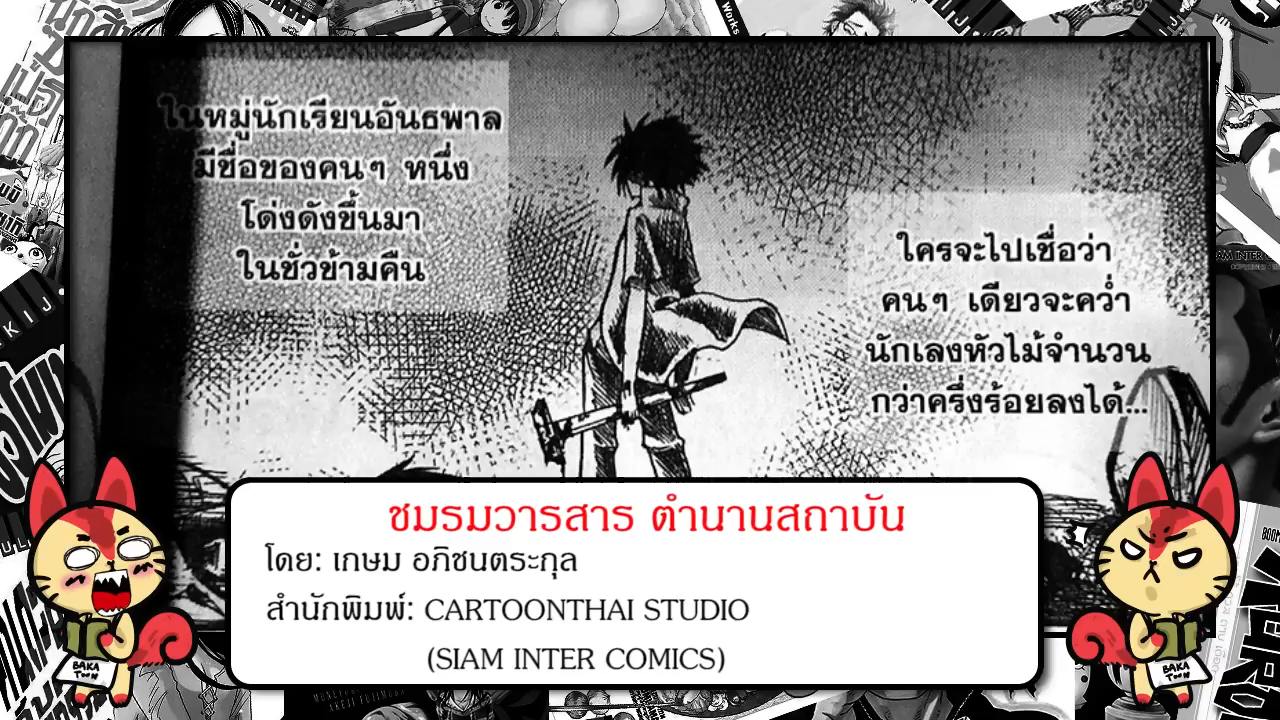 ในหมู่นักเรียนอันธพาล
มีชื่อของคนๆ หนึ่ง
โด่งดังขึ้นมา
ในชั่วข้ามคืน
ใครจะไปเชื่อว่า
คนๆ เดียวจะคว่ำ
นักเลงหัวไม้จำนวน
กว่าครึ่งร้อยลงได้...
ชมรมวารสาร ตำนานสถาบัน
โดย: เกษม อภิชนตระกุล
สำนักพิมพ์: CARTOONTHAI STUDIO
(SIAM INTER COMICS)
BAKA
TOON
BAKA
TOON
Works